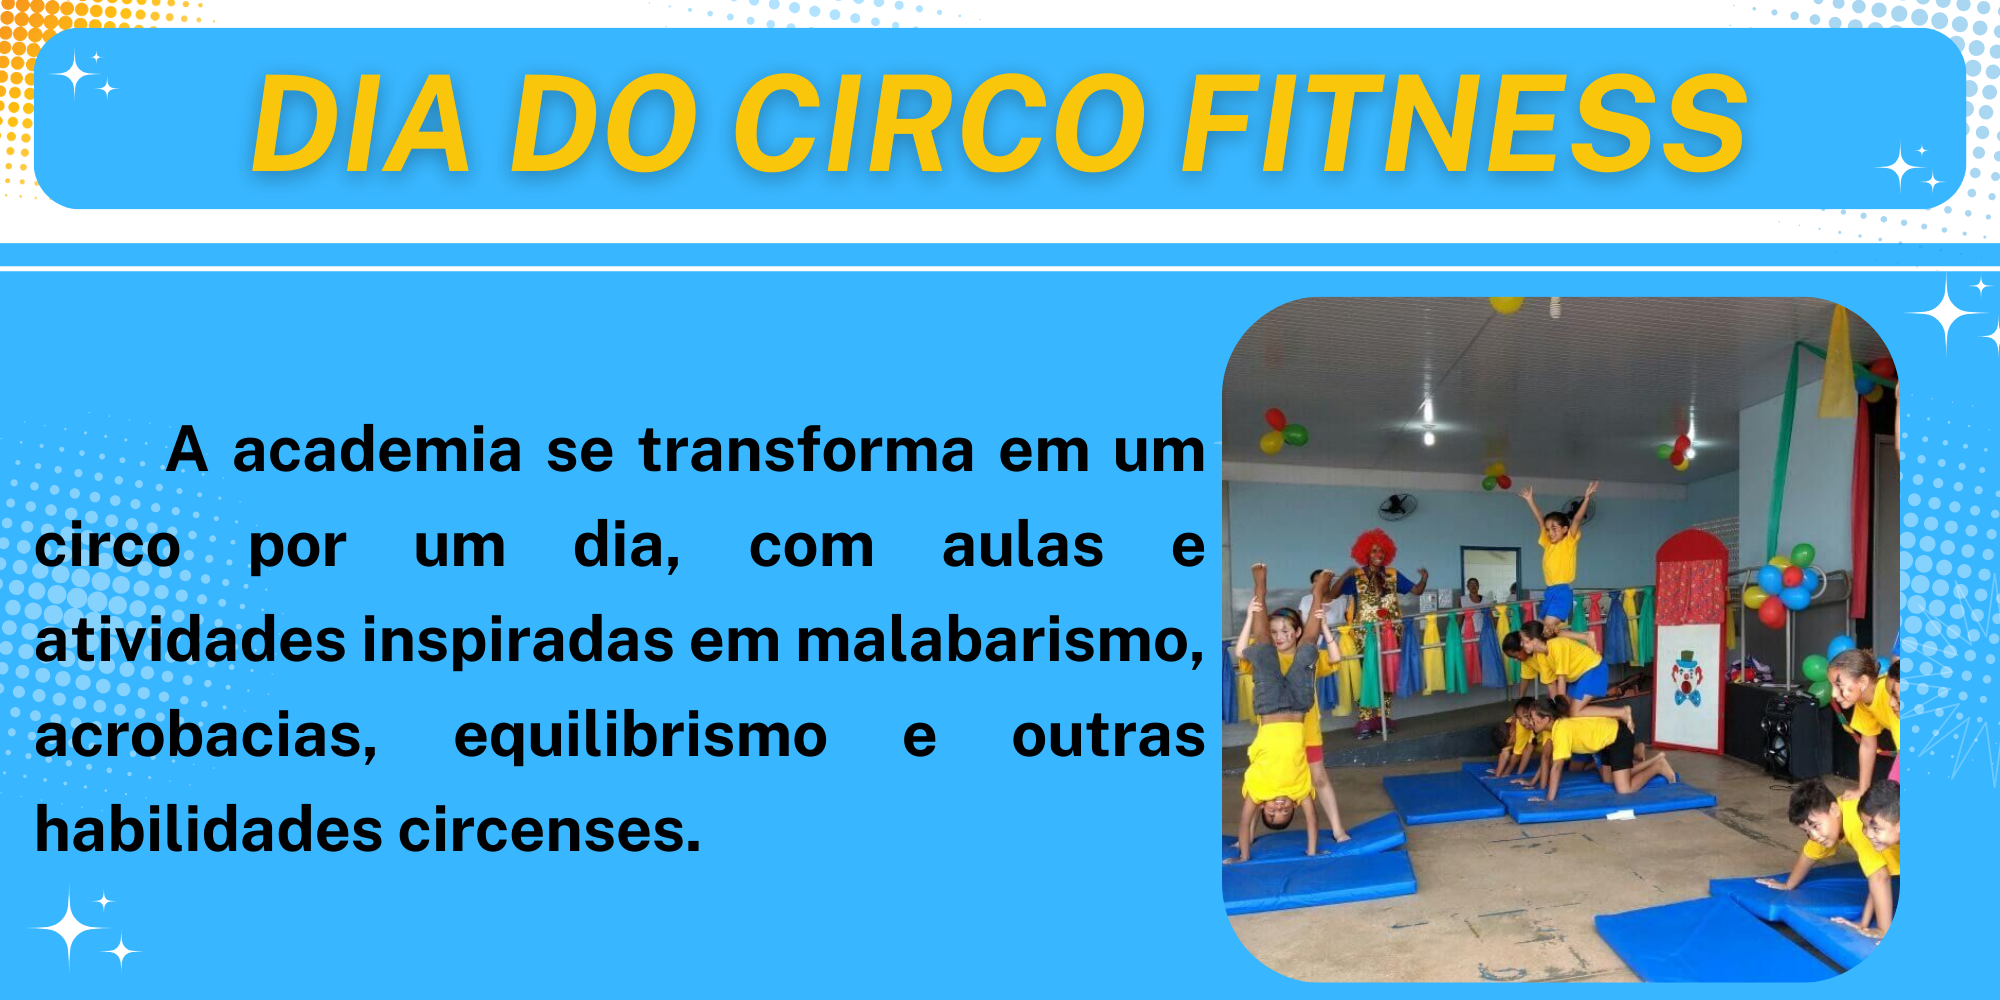 DIA DO CIRCO FITNESS
A academia se transforma em um
circo por um dia, com aulas e
atividades inspiradas em malabarismo,
acrobacias, equilibrismo e outras
habilidades circenses.